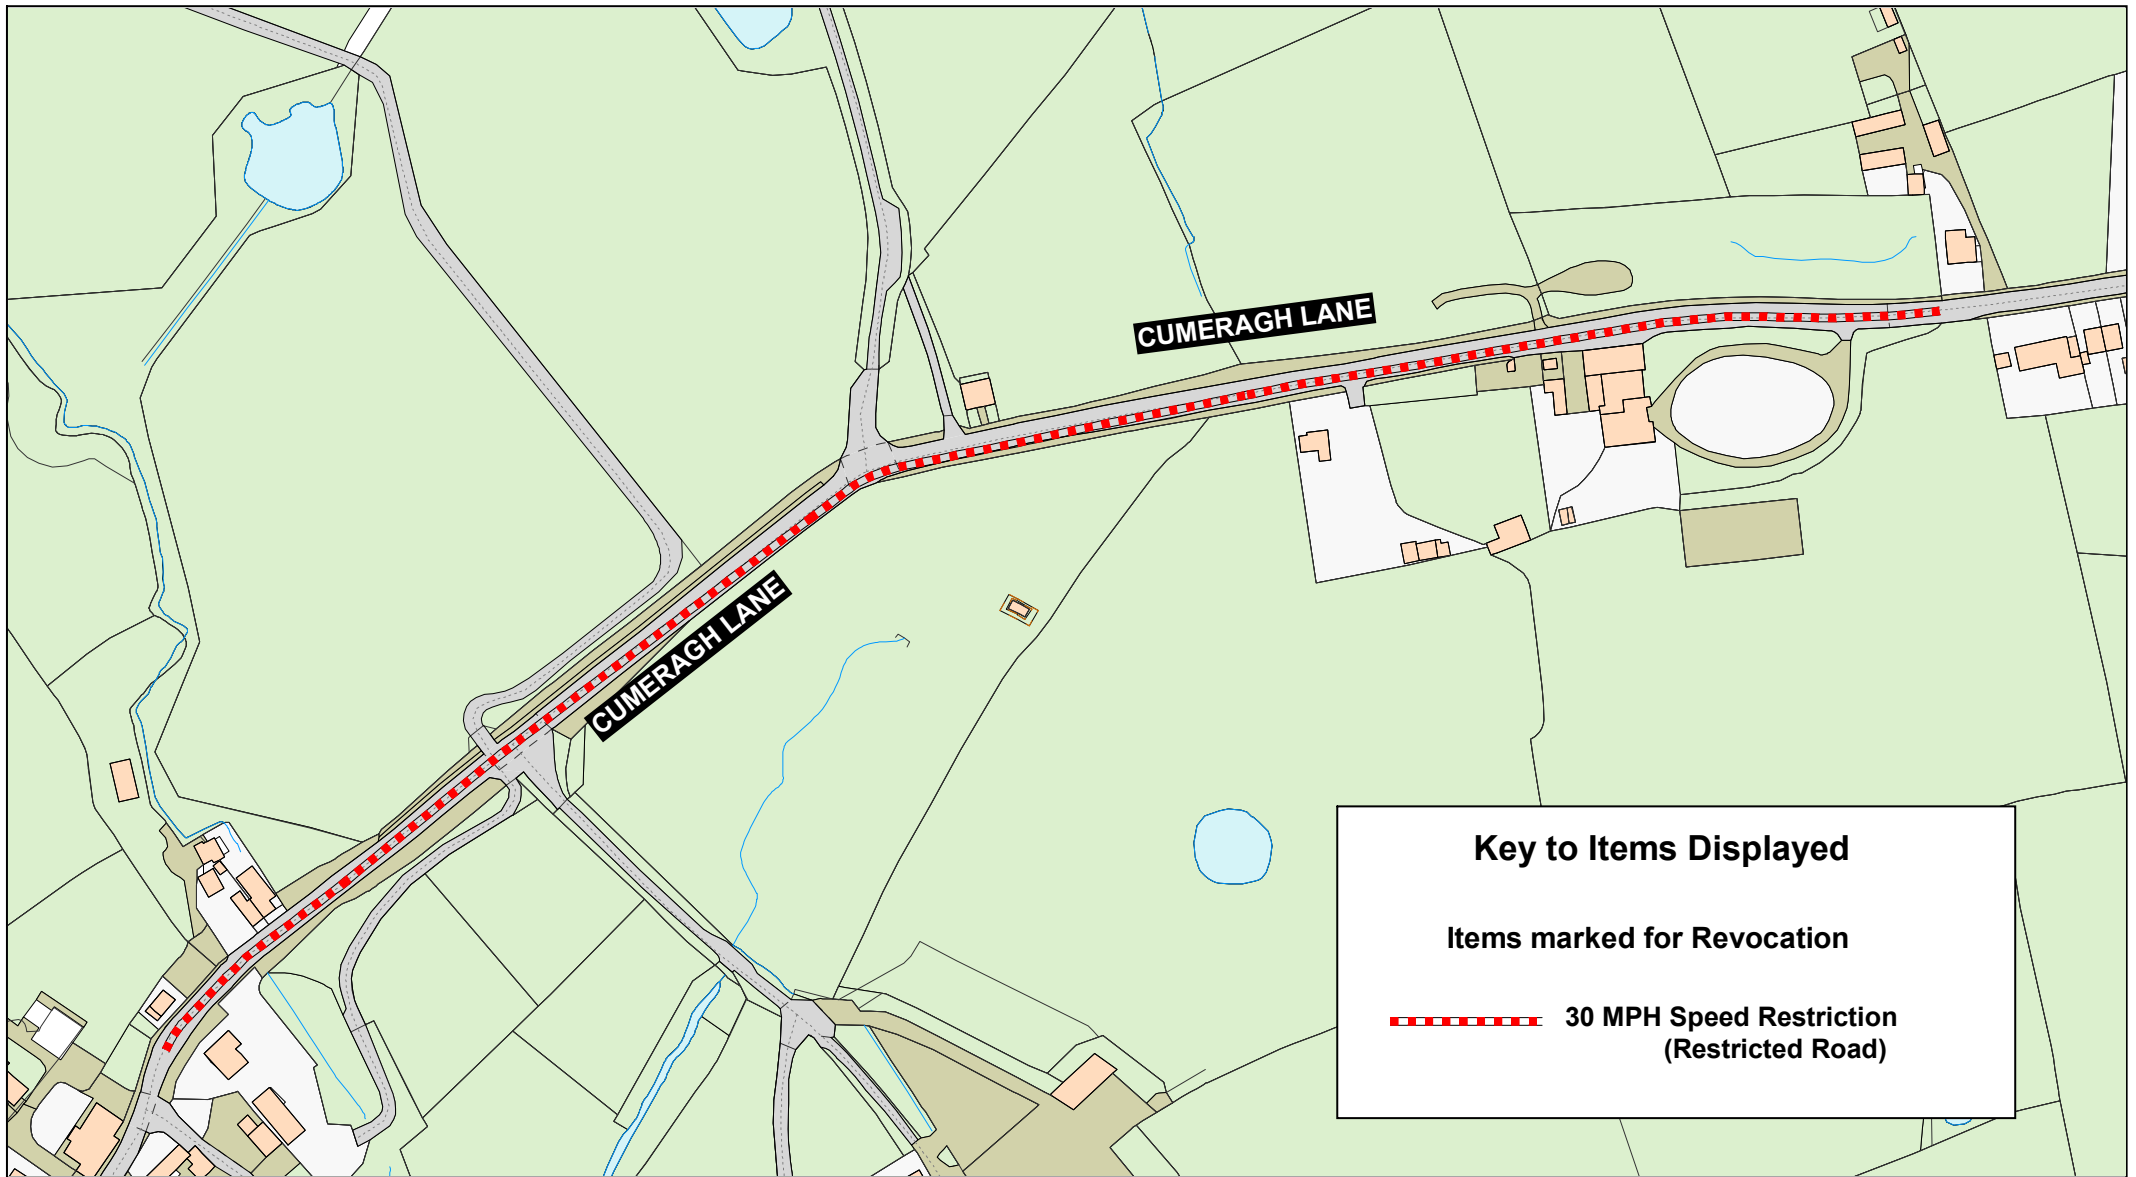 CUMERAGH LANE
CUMERAGH LANE
Key to Items Displayed
Items marked for Revocation
30 MPH Speed Restriction
(Restricted Road)